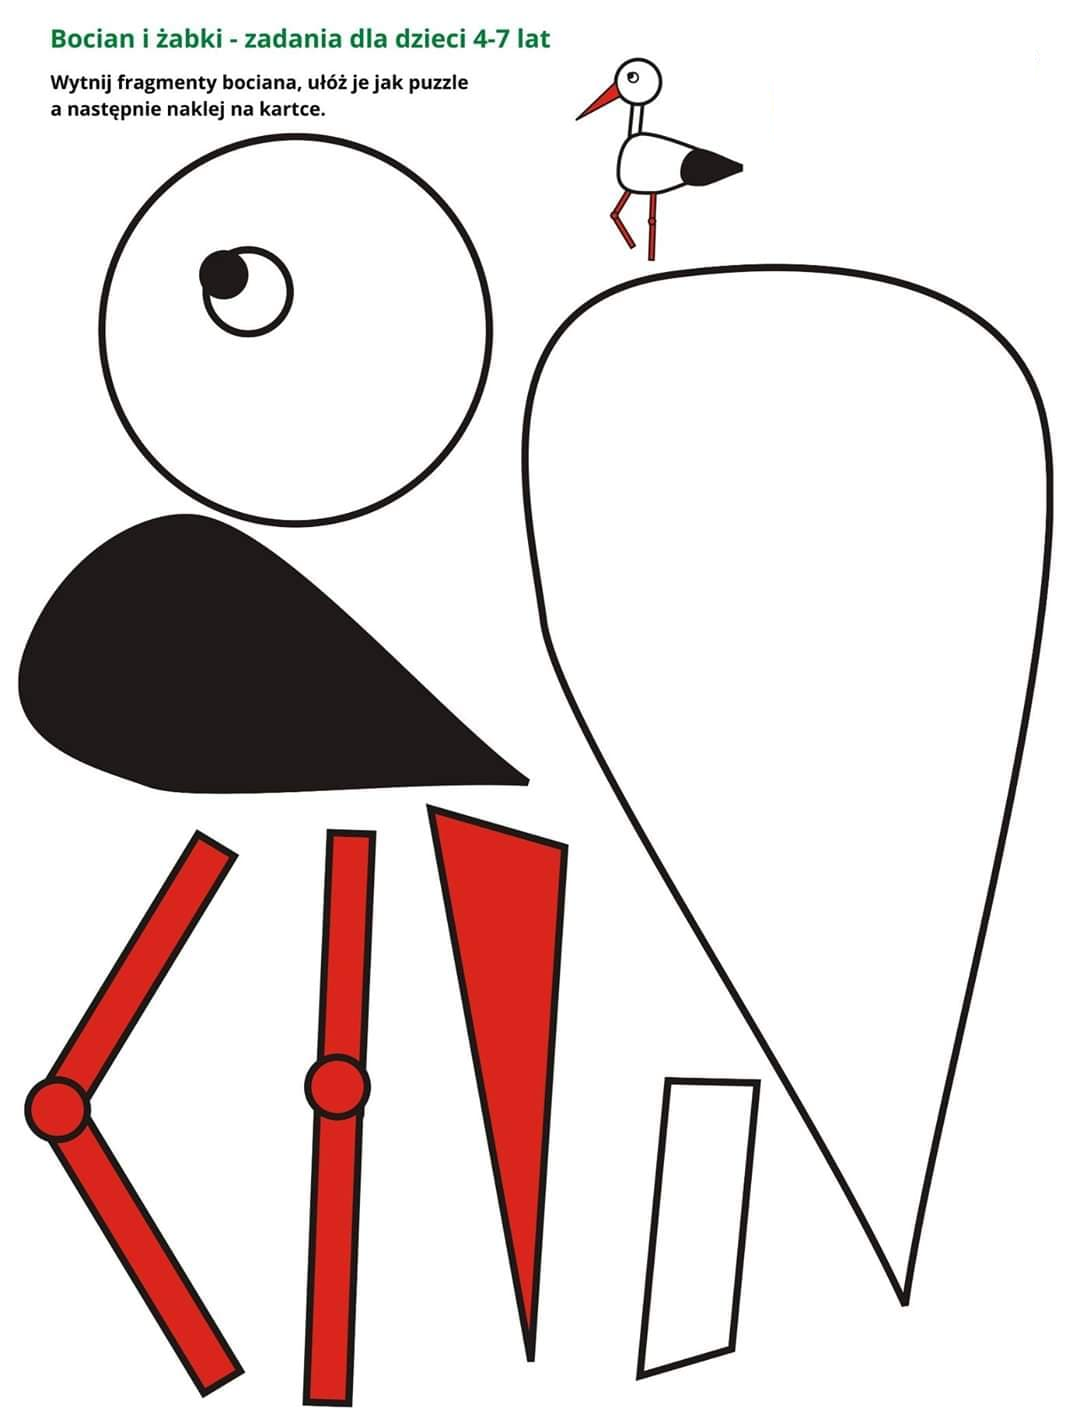 Bocian i żabki - zadania dla dzieci 4-7 lat
Wytnij fragmenty bociana, ułóż je jak puzzle
a następnie naklej na kartce.